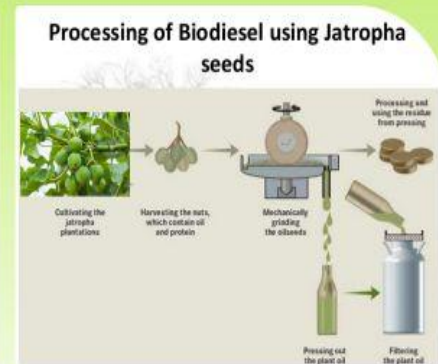 Processing of Biodiesel using Jatropha
seeds
Processing and
using the residue
from pressing
Cultivating the
jatropha
plantations
Harvesting the nuts,
which contain oil
and protein
Mechanically
grinding
the oilseeds
Pressing out
the plant oil
Filtering
the plant oil